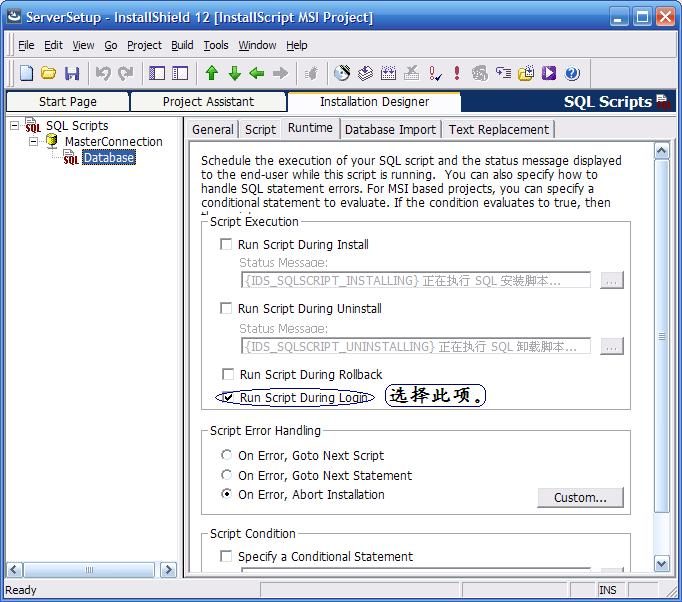 ServerSetup - InstallShield 12 [InstallScript MSI Project]
File Edit View Go Project Build Tools Window Help
Start Page Project Assistant Installation Designer SQL Scripts
SQL Scripts
MasterConnection
Database
General Script Runtime Database Import Text Replacement
Schedule the execution of your SQL script and the status message displayed
to the end-user while this script is running. You can also specify how to
handle SQL statement errors. For MSI based projects, you can specify a
conditional statement to evaluate. If the condition evaluates to true, then
Script Execution
Run Script During Install
Status Message:
{IDS_SQLSCRIPT_INSTALLING} 正在执行 SQL 安装脚本...
...
Run Script During Uninstall
Status Message:
{IDS_SQLSCRIPT_UNINSTALLING} 正在执行 SQL 卸载脚本...
...
Run Script During Rollback
Run Script During Login 选择此项。
Script Error Handling
On Error, Goto Next Script
On Error, Goto Next Statement
On Error, Abort Installation
Custom...
Script Condition
Specify a Conditional Statement
Ready INS